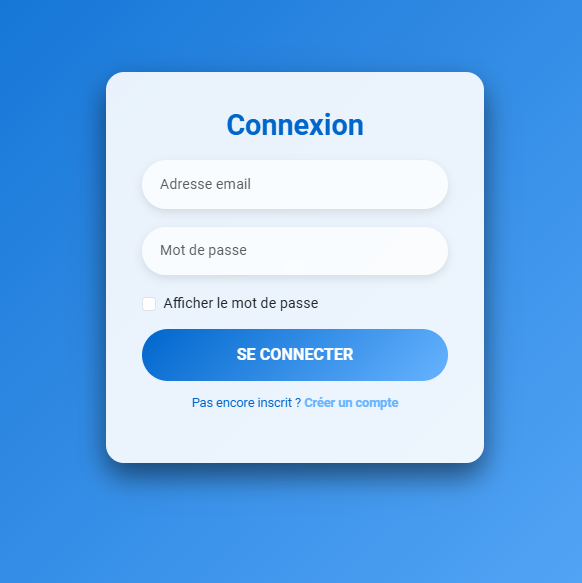 Connexion
Adresse email
Mot de passe
Afficher le mot de passe
SE CONNECTER
Pas encore inscrit ? Créer un compte